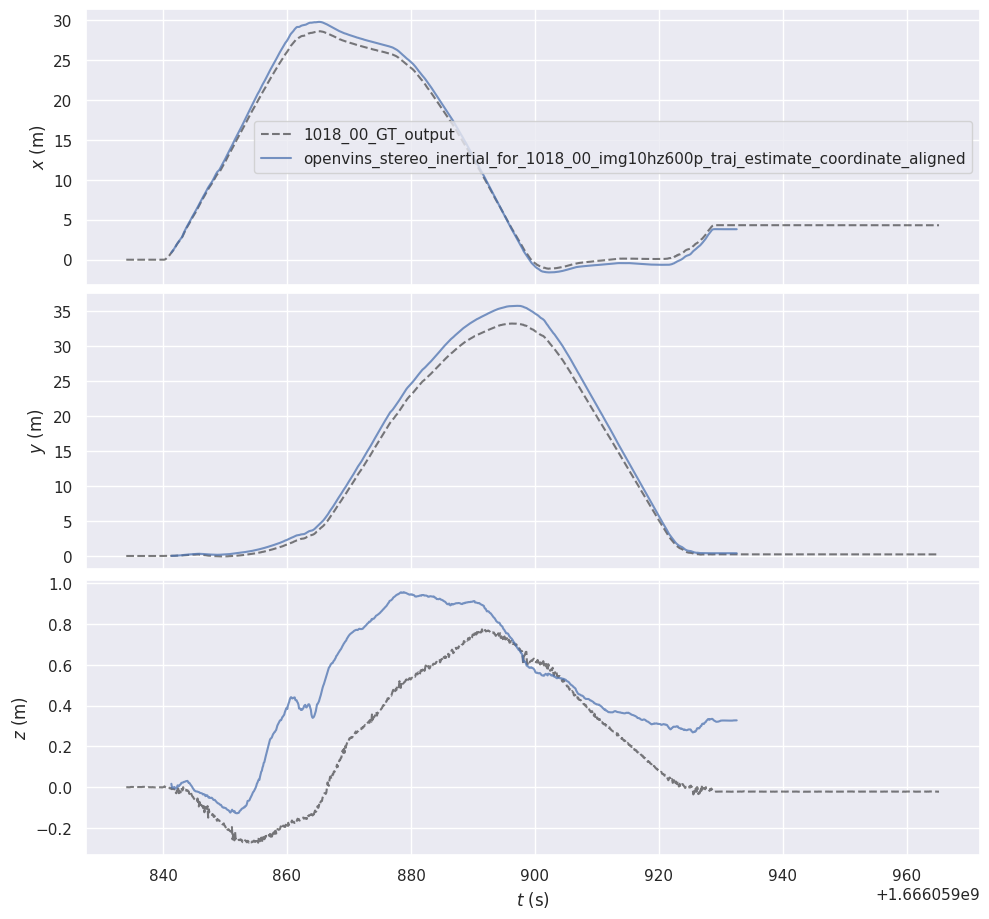 30
25
20
15
10
5
0
x (m)
1018_00_GT_output
openvins_stereo_inertial_for_1018_00_img10hz600p_traj_estimate_coordinate_aligned
35
30
25
20
15
10
5
0
y (m)
1.0
0.8
0.6
0.4
0.2
0.0
−0.2
z (m)
840 860 880 900 920 940 960
t (s)
+1.666059e9